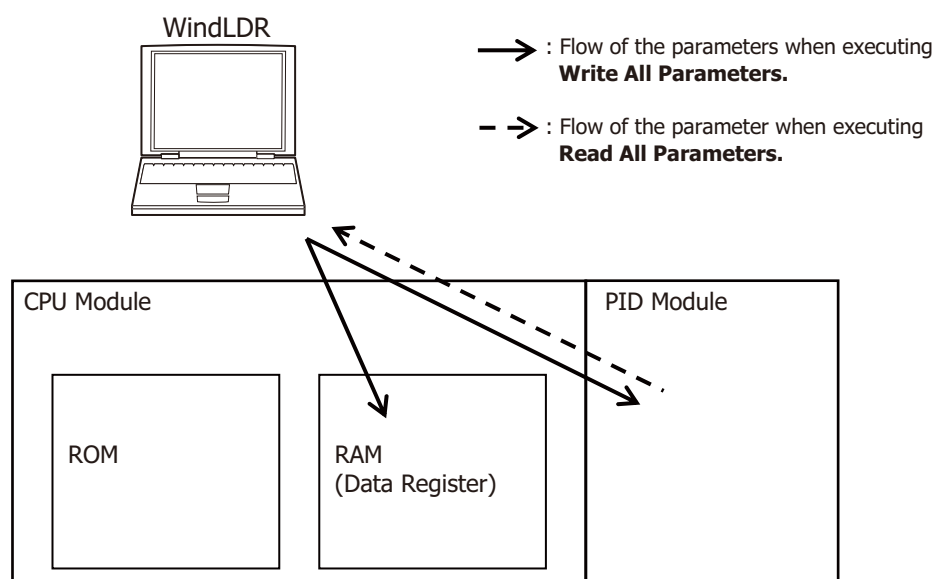 WindLDR
: Flow of the parameters when executing
Write All Parameters.
: Flow of the parameter when executing
Read All Parameters.
CPU Module
PID Module
ROM
RAM
(Data Register)